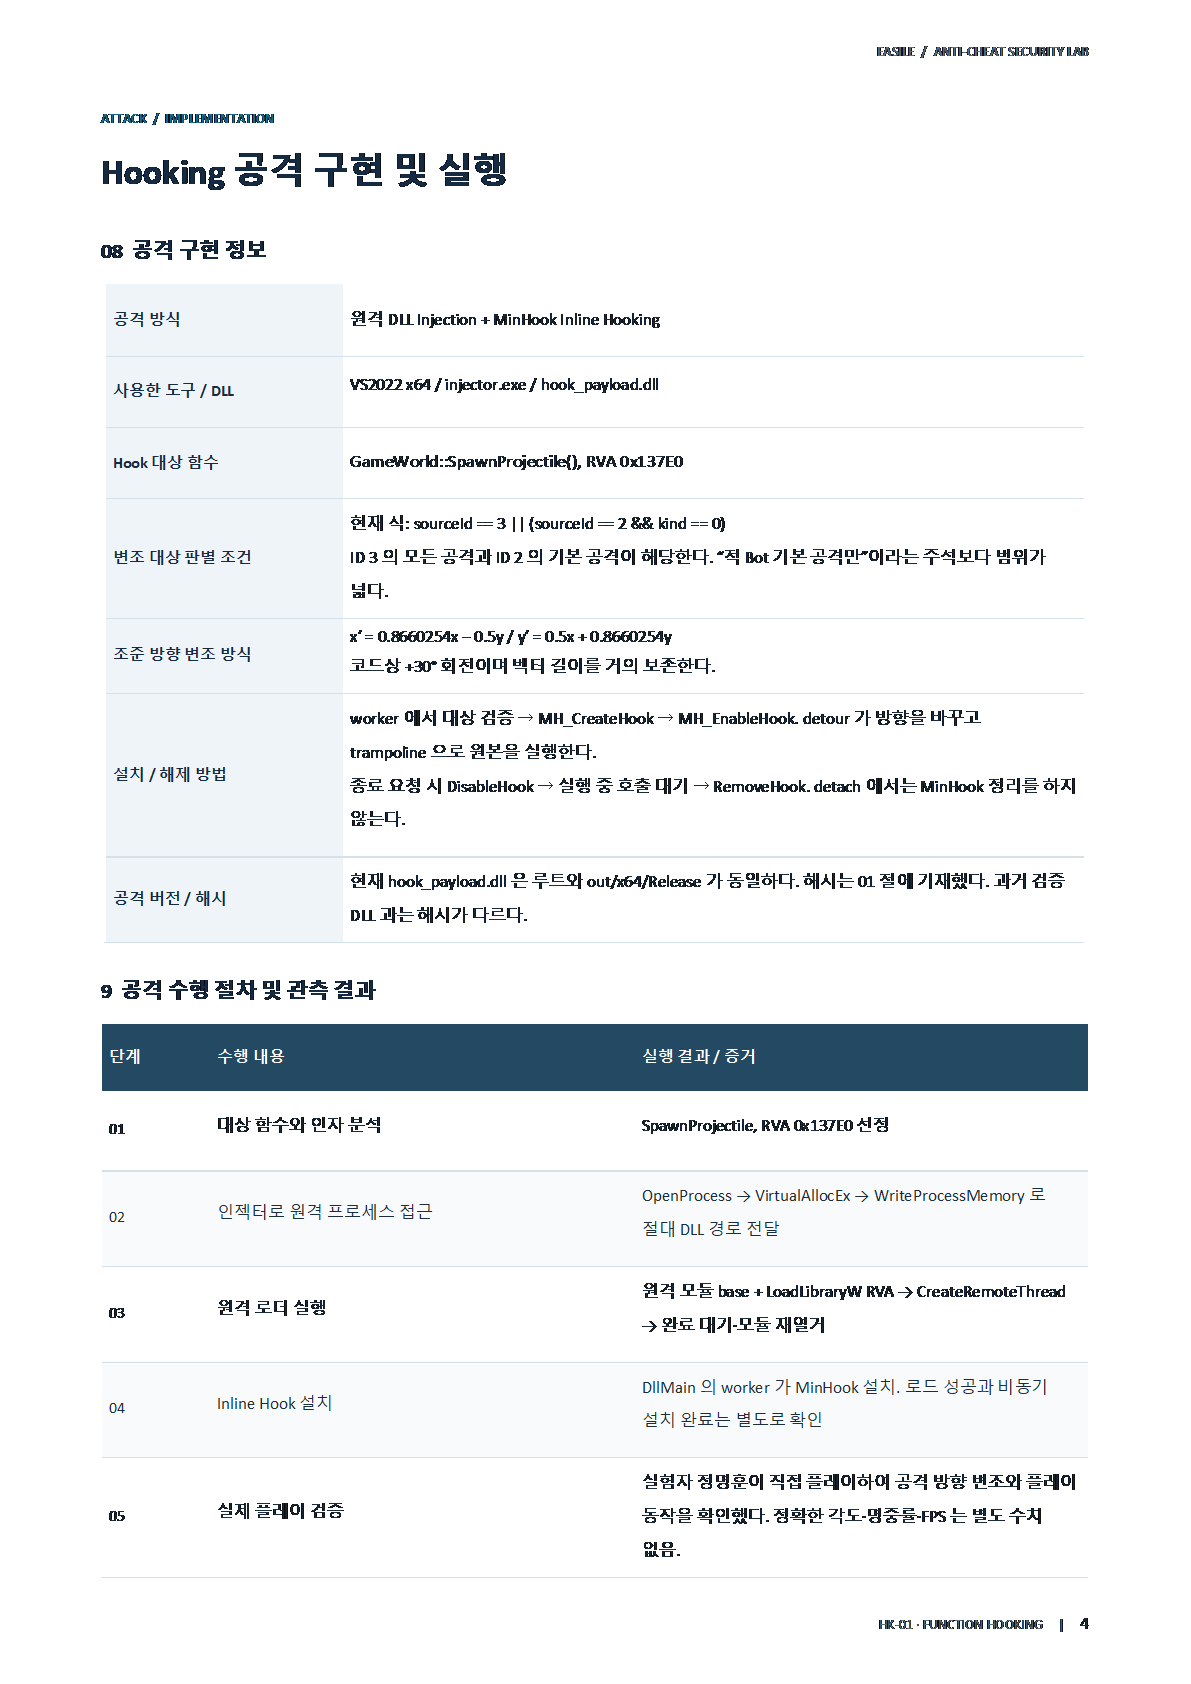 EASILE / ANTI-CHEAT SECURITY LAB
ATTACK / IMPLEMENTATION
Hooking 공격 구현 및 실행
08 공격 구현 정보
공격 방식
원격 DLL Injection + MinHook Inline Hooking
사용한 도구 / DLL
VS2022 x64 / injector.exe / hook_payload.dll
Hook 대상 함수
GameWorld::SpawnProjectile(), RVA 0x137E0
변조 대상 판별 조건
현재 식: sourceId == 3 || (sourceId == 2 && kind == 0)
ID 3 의 모든 공격과 ID 2 의 기본 공격이 해당한다. “적 Bot 기본 공격만”이라는 주석보다 범위가
넓다.
조준 방향 변조 방식
x′ = 0.8660254x − 0.5y / y′ = 0.5x + 0.8660254y
코드상 +30° 회전이며 벡터 길이를 거의 보존한다.
설치 / 해제 방법
worker 에서 대상 검증 → MH_CreateHook → MH_EnableHook. detour 가 방향을 바꾸고
trampoline 으로 원본을 실행한다.
종료 요청 시 DisableHook → 실행 중 호출 대기 → RemoveHook. detach 에서는 MinHook 정리를 하지
않는다.
공격 버전 / 해시
현재 hook_payload.dll 은 루트와 out/x64/Release 가 동일하다. 해시는 01 절에 기재했다. 과거 검증
DLL 과는 해시가 다르다.
9 공격 수행 절차 및 관측 결과
단계 수행 내용 실행 결과 / 증거
01 대상 함수와 인자 분석 SpawnProjectile, RVA 0x137E0 선정
02 인젝터로 원격 프로세스 접근
OpenProcess → VirtualAllocEx → WriteProcessMemory 로
절대 DLL 경로 전달
03 원격 로더 실행
원격 모듈 base + LoadLibraryW RVA → CreateRemoteThread
→ 완료 대기·모듈 재열거
04 Inline Hook 설치
DllMain 의 worker 가 MinHook 설치. 로드 성공과 비동기
설치 완료는 별도로 확인
05 실제 플레이 검증
실험자 정명훈이 직접 플레이하여 공격 방향 변조와 플레이
동작을 확인했다. 정확한 각도·명중률·FPS 는 별도 수치
없음.
HK-01 · FUNCTION HOOKING | 4